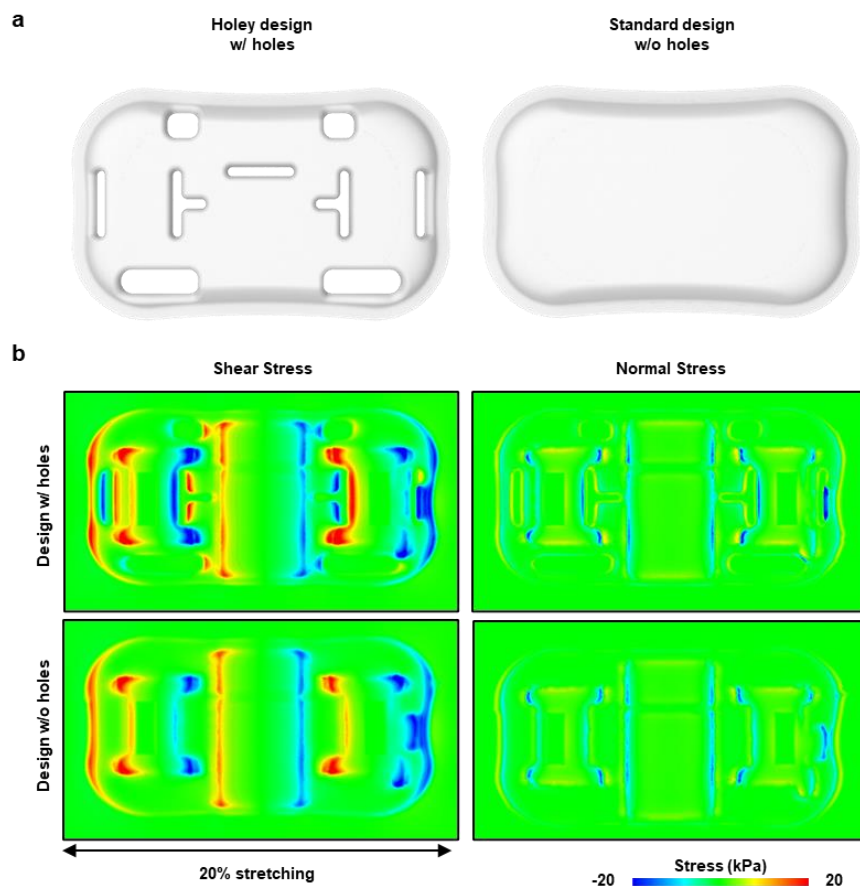 a
Holey design
w/ holes
Standard design
w/o holes
b
Shear Stress
Normal Stress
Design w/ holes
Design w/o holes
20% stretching
Stress (kPa)
-20
20